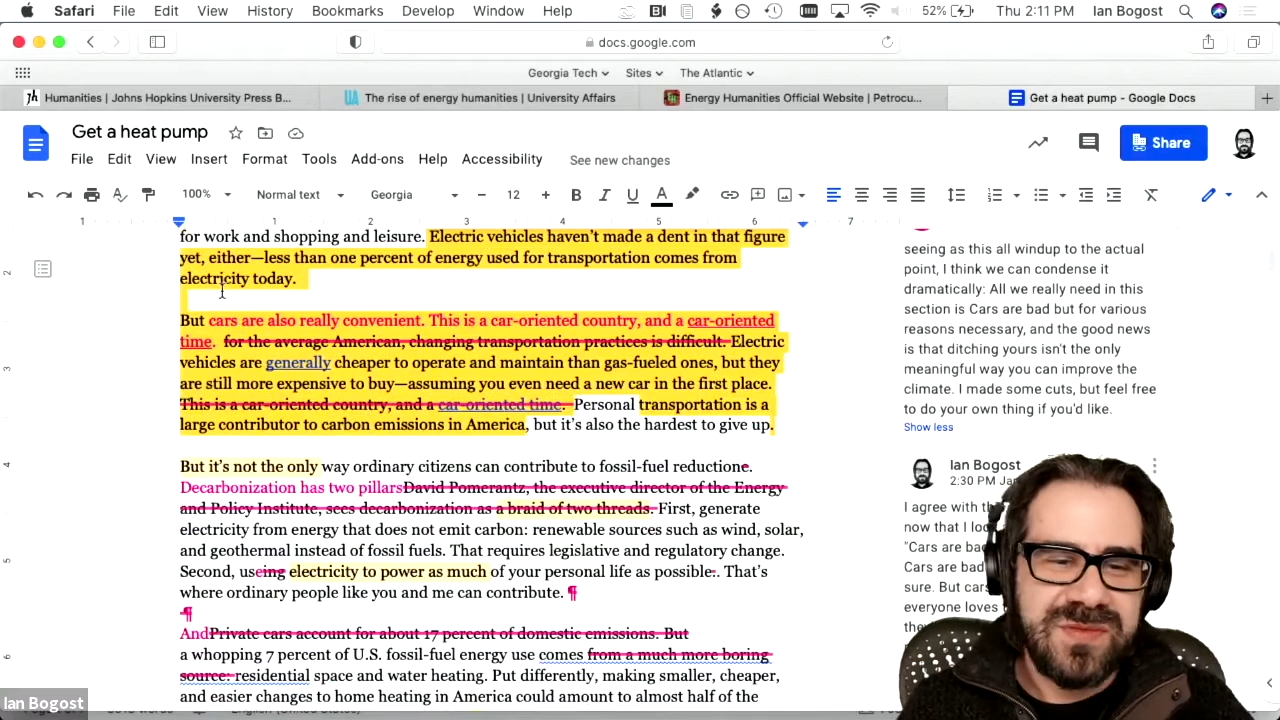 Safari File Edit View History Bookmarks Develop Window Help 52% Thu 2:11 PM Ian Bogost
docs.google.com
Georgia Tech Sites The Atlantic
Humanities | Johns Hopkins University Press B... The rise of energy humanities | University Affairs Energy Humanities Official Website | Petrocu... Get a heat pump - Google Docs
Get a heat pump
File Edit View Insert Format Tools Add-ons Help Accessibility See new changes
Share
100% Normal text Georgia 12 B I U A
1 1 2 3 4 5 6 7
for work and shopping and leisure. Electric vehicles haven't made a dent in that figure
yet, either—less than one percent of energy used for transportation comes from
electricity today.
But cars are also really convenient. This is a car-oriented country, and a car-oriented
time. for the average American, changing transportation practices is difficult. Electric
vehicles are generally cheaper to operate and maintain than gas-fueled ones, but they
are still more expensive to buy—assuming you even need a new car in the first place.
This is a car-oriented country, and a car-oriented time. Personal transportation is a
large contributor to carbon emissions in America, but it's also the hardest to give up.
But it's not the only way ordinary citizens can contribute to fossil-fuel reductione.
Decarbonization has two pillarsDavid Pomerantz, the executive director of the Energy
and Policy Institute, sees decarbonization as a braid of two threads. First, generate
electricity from energy that does not emit carbon: renewable sources such as wind, solar,
and geothermal instead of fossil fuels. That requires legislative and regulatory change.
Second, useing electricity to power as much of your personal life as possible:. That's
where ordinary people like you and me can contribute. ¶
¶
AndPrivate cars account for about 17 percent of domestic emissions. But
a whopping 7 percent of U.S. fossil-fuel energy use comes from a much more boring
source: residential space and water heating. Put differently, making smaller, cheaper,
and easier changes to home heating in America could amount to almost half of the
2
3
4
5
6
seeing as this all windup to the actual
point, I think we can condense it
dramatically: All we really need in this
section is Cars are bad but for various
reasons necessary, and the good news
is that ditching yours isn't the only
meaningful way you can improve the
climate. I made some cuts, but feel free
to do your own thing if you'd like.
Show less
Ian Bogost
2:30 PM Jan
I agree with th
now that I loo
"Cars are bad
Cars are bad
sure. But cars
everyone loves
the
Ian Bogost